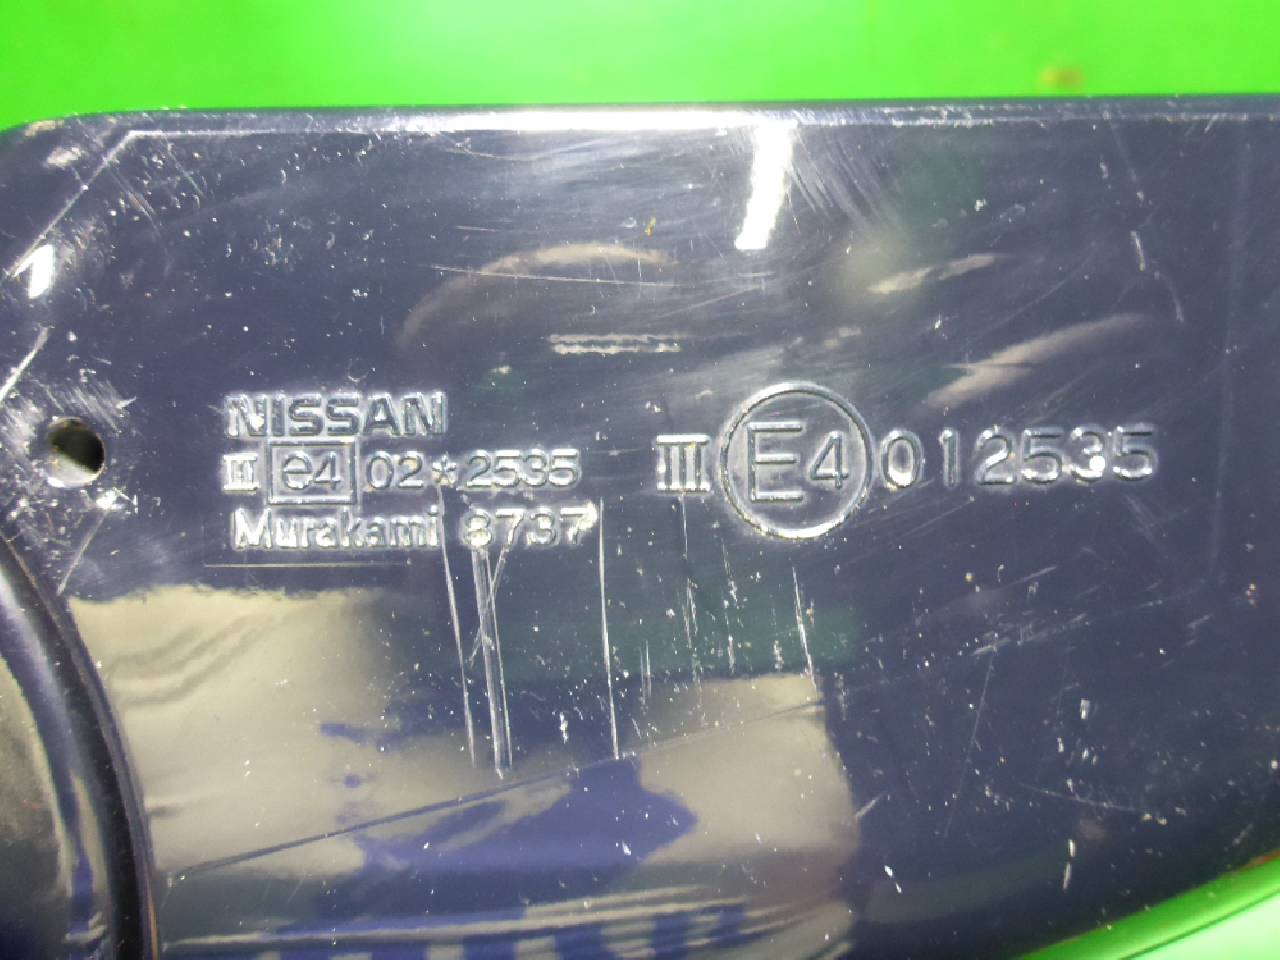 NISSAN
III e4 02*2535
Murakami 8737
III E4 012535